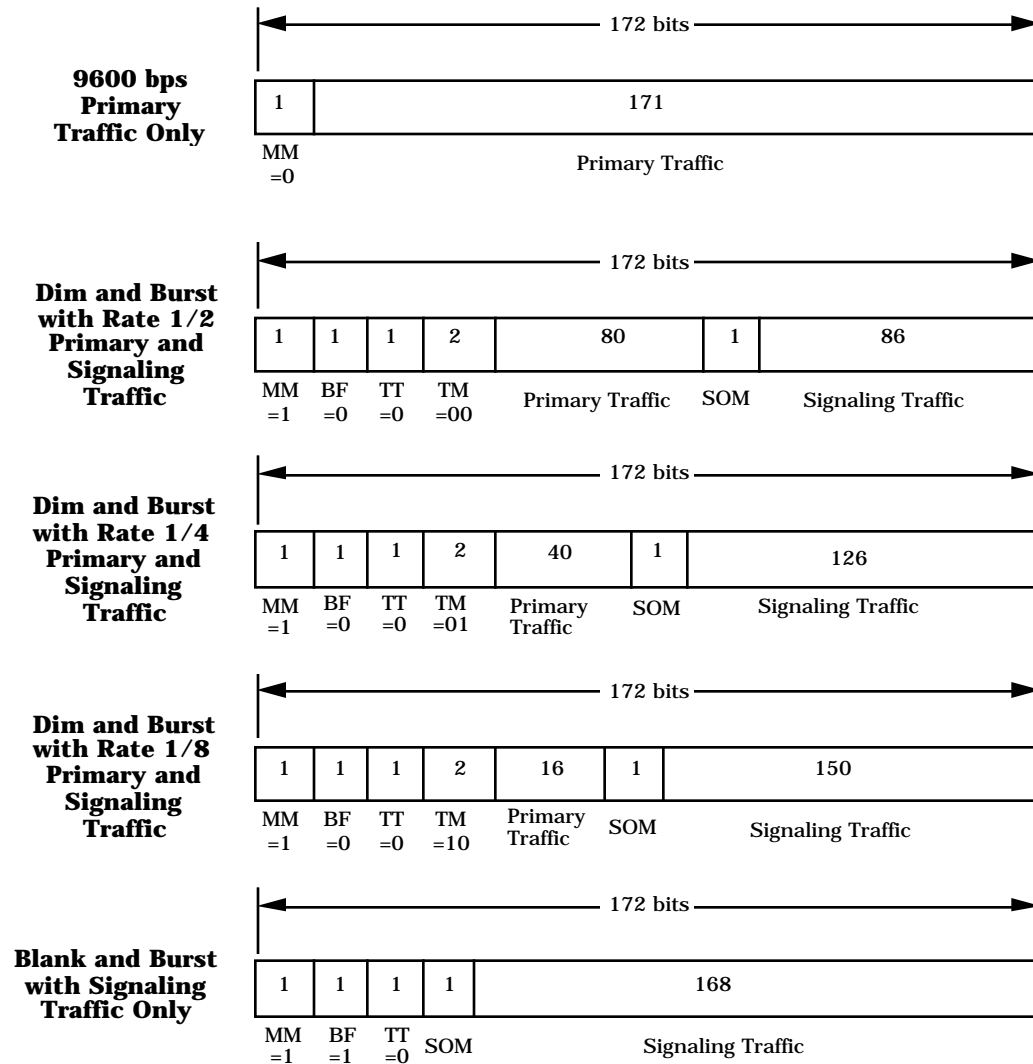 172 bits
9600 bps
Primary
Traffic Only
1 171
MM
=0
Primary Traffic
172 bits
Dim and Burst
with Rate 1/2
Primary and
Signaling
Traffic
1 1 1 2 80 1 86
MM BF TT TM Primary Traffic SOM Signaling Traffic
=1 =0 =0 =00
172 bits
Dim and Burst
with Rate 1/4
Primary and
Signaling
Traffic
1 1 1 2 40 1 126
MM BF TT TM Primary SOM Signaling Traffic
=1 =0 =0 =01 Traffic
172 bits
Dim and Burst
with Rate 1/8
Primary and
Signaling
Traffic
1 1 1 2 16 1 150
MM BF TT TM Primary SOM Signaling Traffic
=1 =0 =0 =10 Traffic
172 bits
Blank and Burst
with Signaling
Traffic Only
1 1 1 1 168
MM BF TT SOM Signaling Traffic
=1 =1 =0